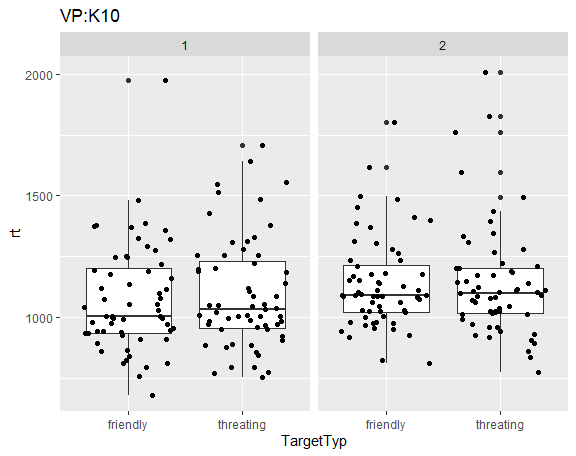 VP:K10
1 2
2000
1500
1000
rt
friendly threating friendly threating
TargetTyp